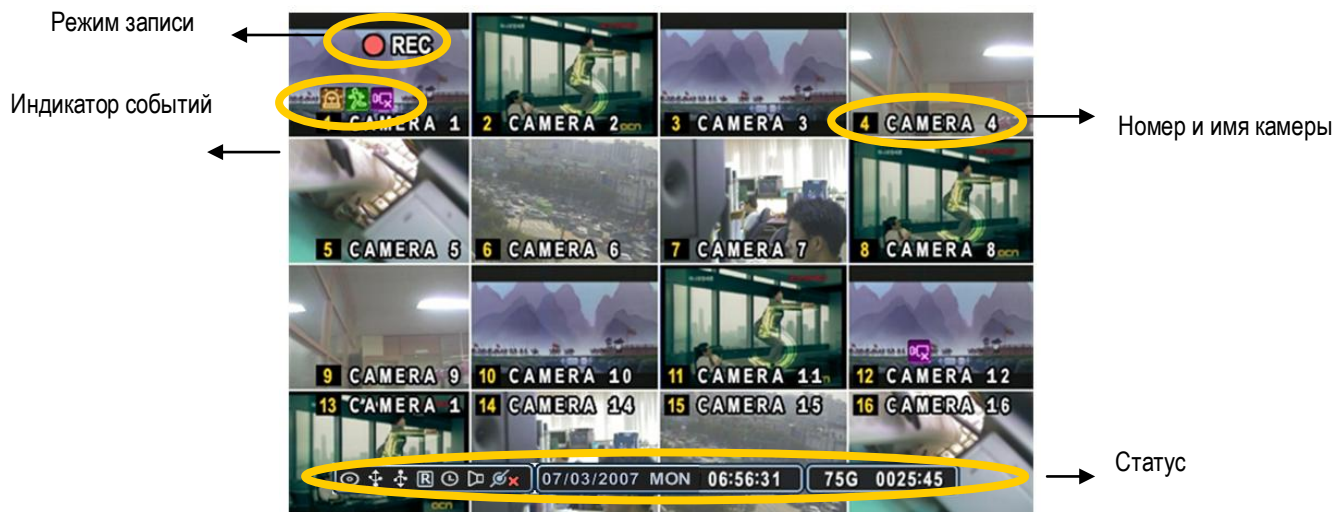 Режим записи
REC
Индикатор событий
1 CAMERA 1
2 CAMERA 2 ocn
3 CAMERA 3
4 CAMERA 4
Номер и имя камеры
5 CAMERA 5
6 CAMERA 6
7 CAMERA 7
8 CAMERA 8 ocn
9 CAMERA 9
10 CAMERA 10
11 CAMERA 11
12 CAMERA 12
13 CAMERA 1
14 CAMERA 14
15 CAMERA 15
16 CAMERA 16
Статус
R 07/03/2007 MON 06:56:31 75G 0025:45
ocn